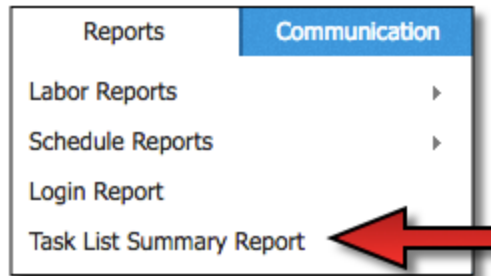 Reports Communication
Labor Reports
Schedule Reports
Login Report
Task List Summary Report